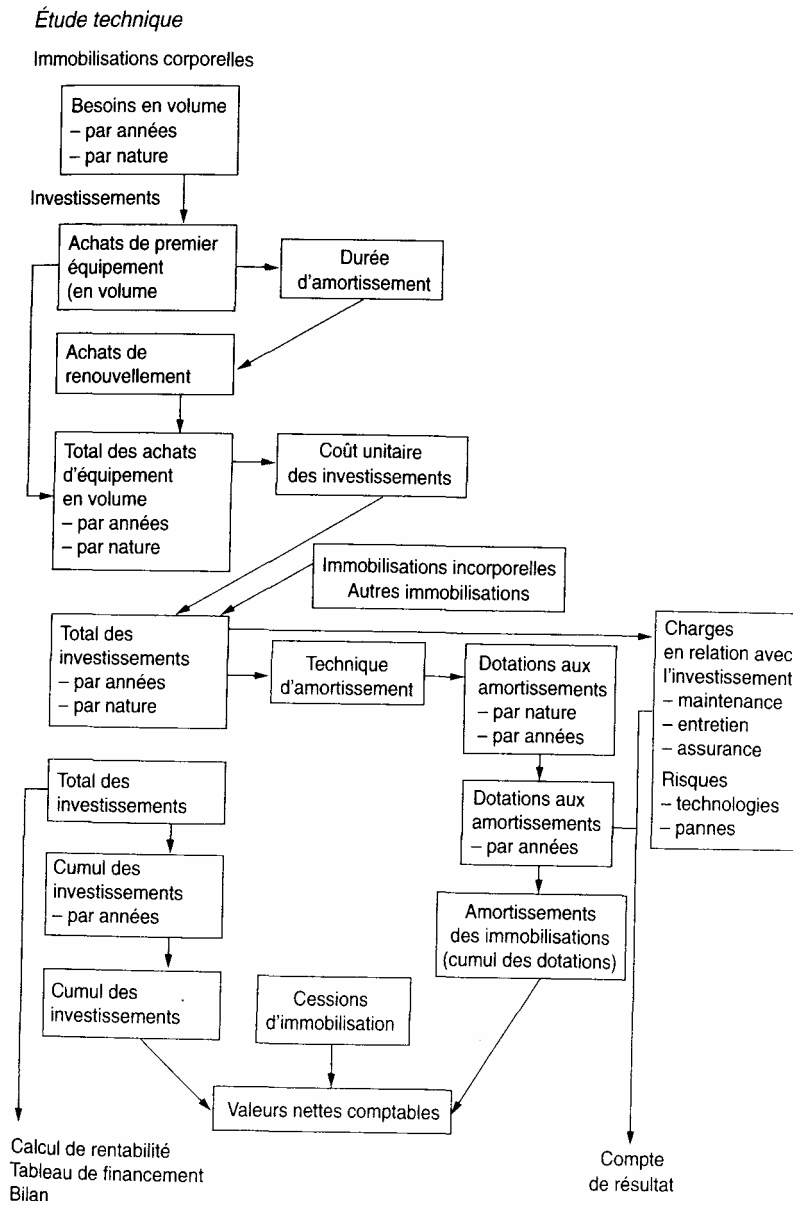 Étude technique
Immobilisations corporelles
Besoins en volume
– par années
– par nature
Investissements
Achats de premier
équipement
(en volume
Durée
d'amortissement
Achats de
renouvellement
Total des achats
d'équipement
en volume
– par années
– par nature
Coût unitaire
des investissements
Immobilisations incorporelles
Autres immobilisations
Total des
investissements
– par années
– par nature
Technique
d'amortissement
Dotations aux
amortissements
– par nature
– par années
Charges
en relation avec
l'investissement
– maintenance
– entretien
– assurance
Risques
– technologies
– pannes
Total des
investissements
Dotations aux
amortissements
– par années
Cumul des
investissements
– par années
Amortissements
des immobilisations
(cumul des dotations)
Cumul des
investissements
Cessions
d'immobilisation
Valeurs nettes comptables
Calcul de rentabilité
Tableau de financement
Bilan
Compte
de résultat